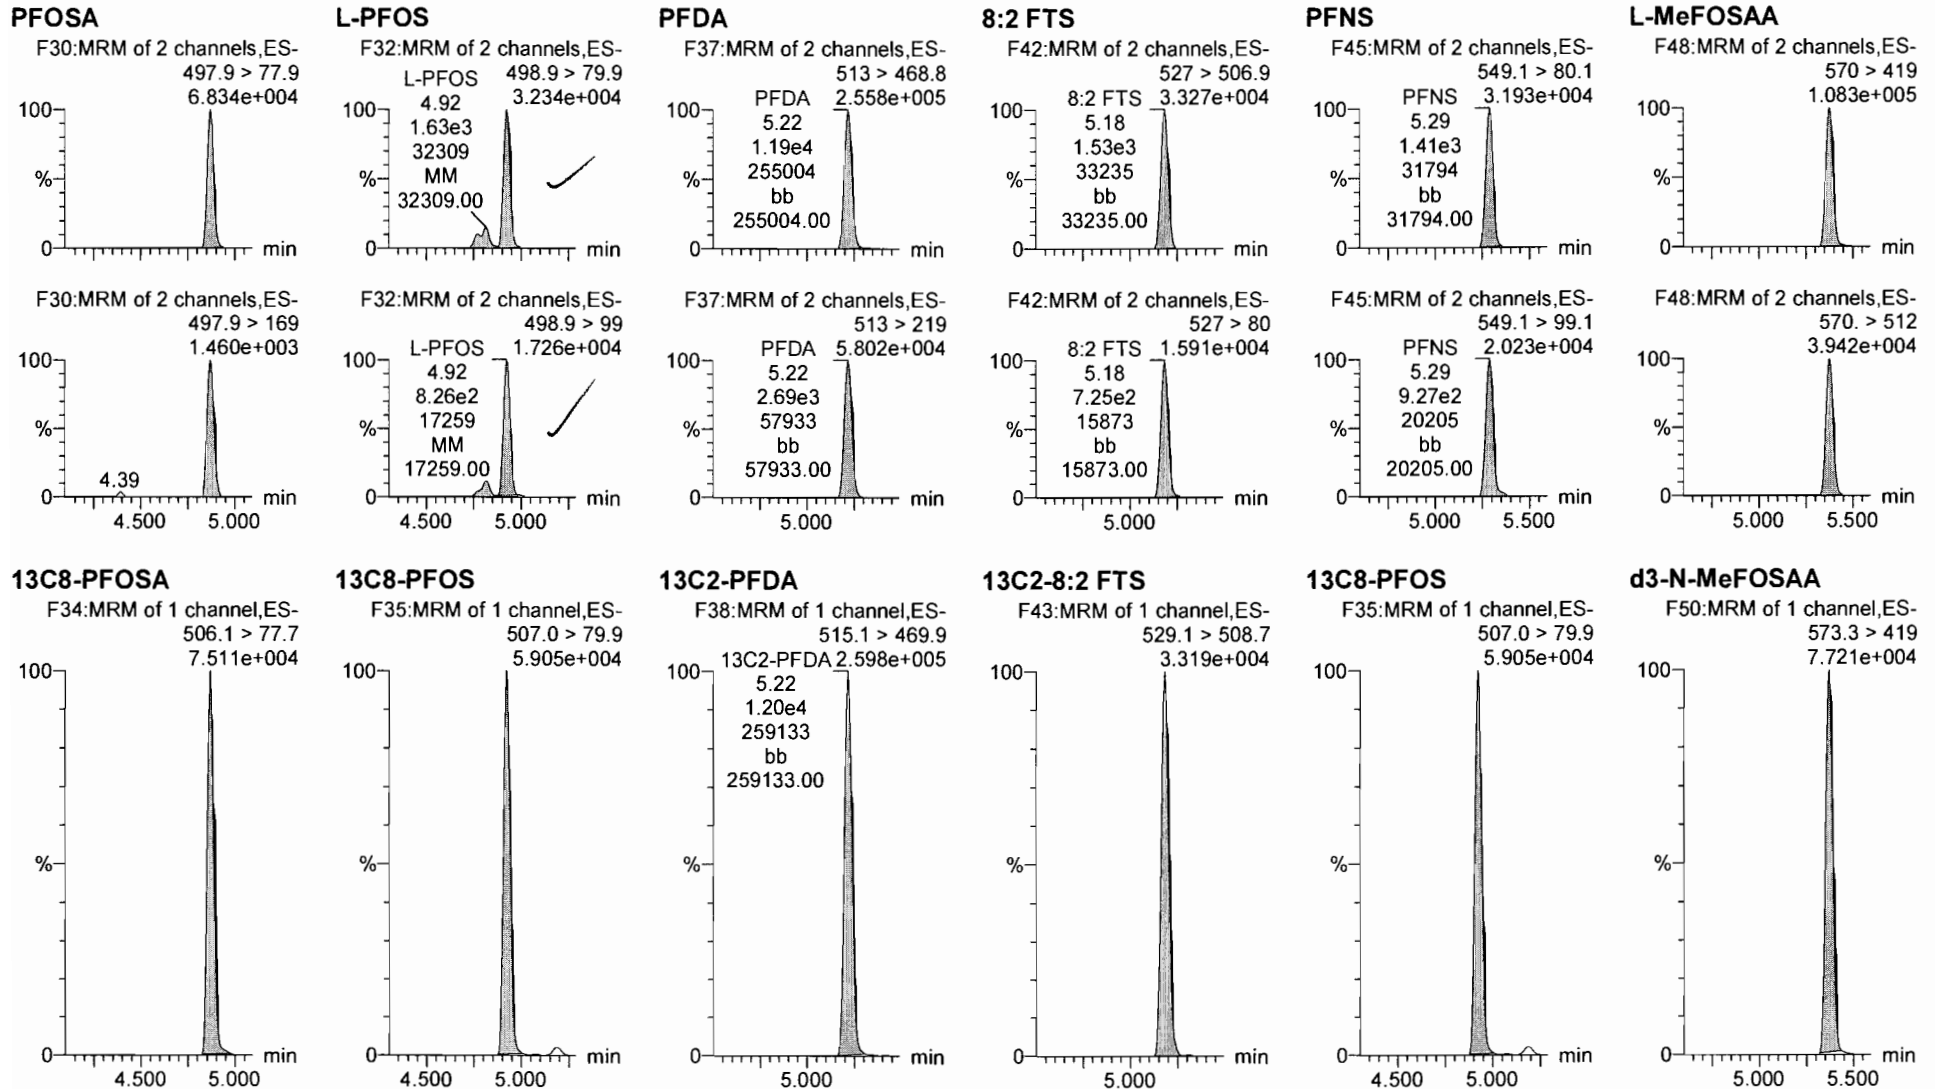 PFOSA
F30:MRM of 2 channels,ES-
497.9 > 77.9
6.834e+004
100
%
0
min
L-PFOS
F32:MRM of 2 channels,ES-
L-PFOS 498.9 > 79.9
4.92 3.234e+004
100
1.63e3
32309
%
MM
32309.00
0
min
PFDA
F37:MRM of 2 channels,ES-
513 > 468.8
PFDA 2.558e+005
100
5.22
1.19e4
255004
%
bb
255004.00
0
min
8:2 FTS
F42:MRM of 2 channels,ES-
527 > 506.9
8:2 FTS 3.327e+004
100
5.18
1.53e3
33235
%
bb
33235.00
0
min
PFNS
F45:MRM of 2 channels,ES-
549.1 > 80.1
PFNS 3.193e+004
100
5.29
1.41e3
31794
%
bb
31794.00
0
min
L-MeFOSAA
F48:MRM of 2 channels,ES-
570 > 419
1.083e+005
100
%
0
min
F30:MRM of 2 channels,ES-
497.9 > 169
1.460e+003
100
%
4.39
0
min
4.500 5.000
F32:MRM of 2 channels,ES-
498.9 > 99
L-PFOS 1.726e+004
100
4.92
8.26e2
17259
%
MM
17259.00
0
min
4.500 5.000
F37:MRM of 2 channels,ES-
513 > 219
PFDA 5.802e+004
100
5.22
2.69e3
57933
%
bb
57933.00
0
min
5.000
F42:MRM of 2 channels,ES-
527 > 80
8:2 FTS 1.591e+004
100
5.18
7.25e2
15873
%
bb
15873.00
0
min
5.000
F45:MRM of 2 channels,ES-
549.1 > 99.1
PFNS 2.023e+004
100
5.29
9.27e2
20205
%
bb
20205.00
0
min
5.000 5.500
F48:MRM of 2 channels,ES-
570. > 512
3.942e+004
100
%
0
min
5.000 5.500
13C8-PFOSA
F34:MRM of 1 channel,ES-
506.1 > 77.7
7.511e+004
100
%
0
min
4.500 5.000
13C8-PFOS
F35:MRM of 1 channel,ES-
507.0 > 79.9
5.905e+004
100
%
0
min
4.500 5.000
13C2-PFDA
F38:MRM of 1 channel,ES-
515.1 > 469.9
13C2-PFDA 2.598e+005
100
5.22
1.20e4
259133
bb
259133.00
%
0
min
5.000
13C2-8:2 FTS
F43:MRM of 1 channel,ES-
529.1 > 508.7
3.319e+004
100
%
0
min
5.000
13C8-PFOS
F35:MRM of 1 channel,ES-
507.0 > 79.9
5.905e+004
100
%
0
min
4.500 5.000
d3-N-MeFOSAA
F50:MRM of 1 channel,ES-
573.3 > 419
7.721e+004
100
%
0
min
5.000 5.500